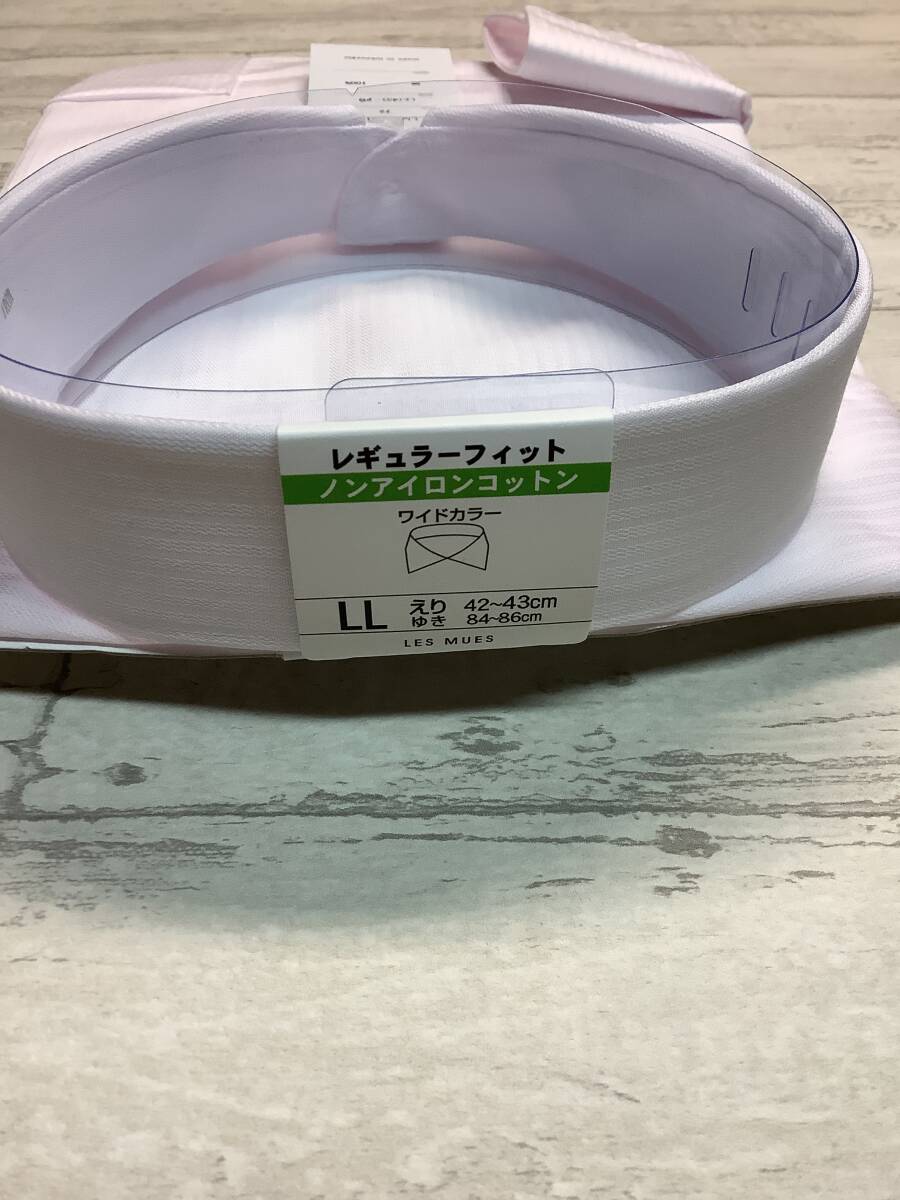 100%
レギュラーフィット
ノンアイロンコットン
ワイドカラー
LL えり 42~43cm
ゆき 84~86cm
LES MUES